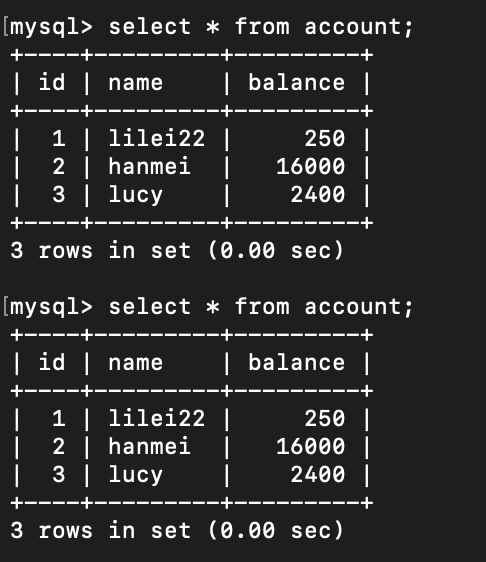 [mysql> select * from account;
+----+---------+---------+
| id | name    | balance |
+----+---------+---------+
|  1 | lilei22 |     250 |
|  2 | hanmei  |   16000 |
|  3 | lucy    |    2400 |
+----+---------+---------+
3 rows in set (0.00 sec)

[mysql> select * from account;
+----+---------+---------+
| id | name    | balance |
+----+---------+---------+
|  1 | lilei22 |     250 |
|  2 | hanmei  |   16000 |
|  3 | lucy    |    2400 |
+----+---------+---------+
3 rows in set (0.00 sec)